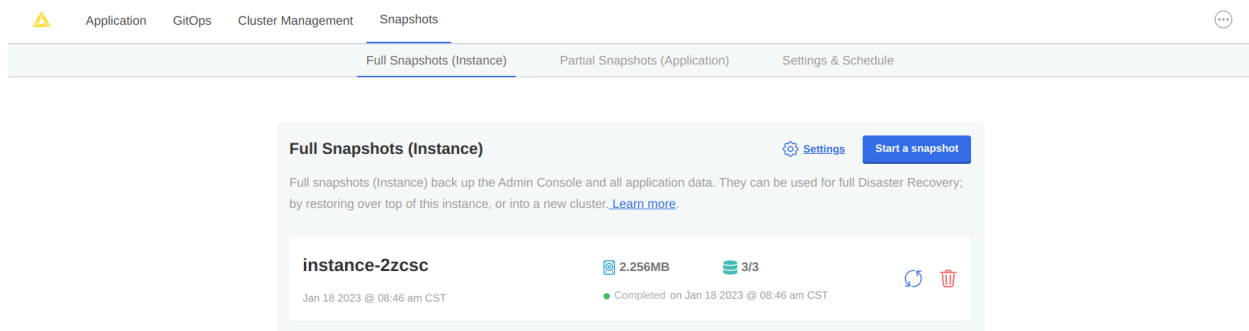 Application GitOps Cluster Management Snapshots
Full Snapshots (Instance) Partial Snapshots (Application) Settings & Schedule
Full Snapshots (Instance) Settings Start a snapshot
Full snapshots (Instance) back up the Admin Console and all application data. They can be used for full Disaster Recovery;
by restoring over top of this instance, or into a new cluster. Learn more.
instance-2zcsc 2.256MB 3/3
Jan 18 2023 @ 08:46 am CST Completed on Jan 18 2023 @ 08:46 am CST